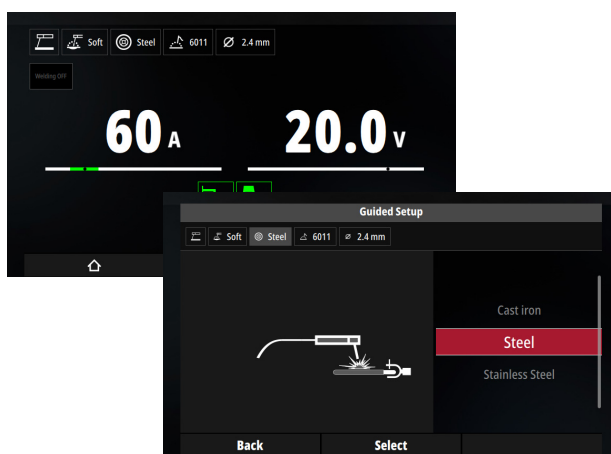 Soft Steel 6011 2.4 mm
Welding OFF
60 A 20.0 V
Guided Setup
Soft Steel 6011 2.4 mm
Cast iron
Steel
Stainless Steel
Back Select